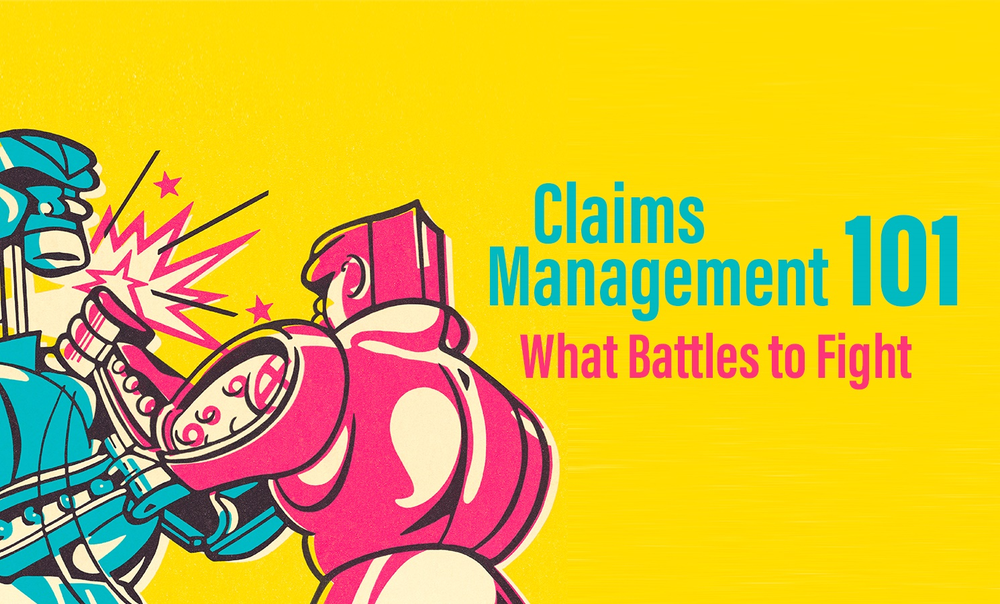 Claims
Management 101
What Battles to Fight